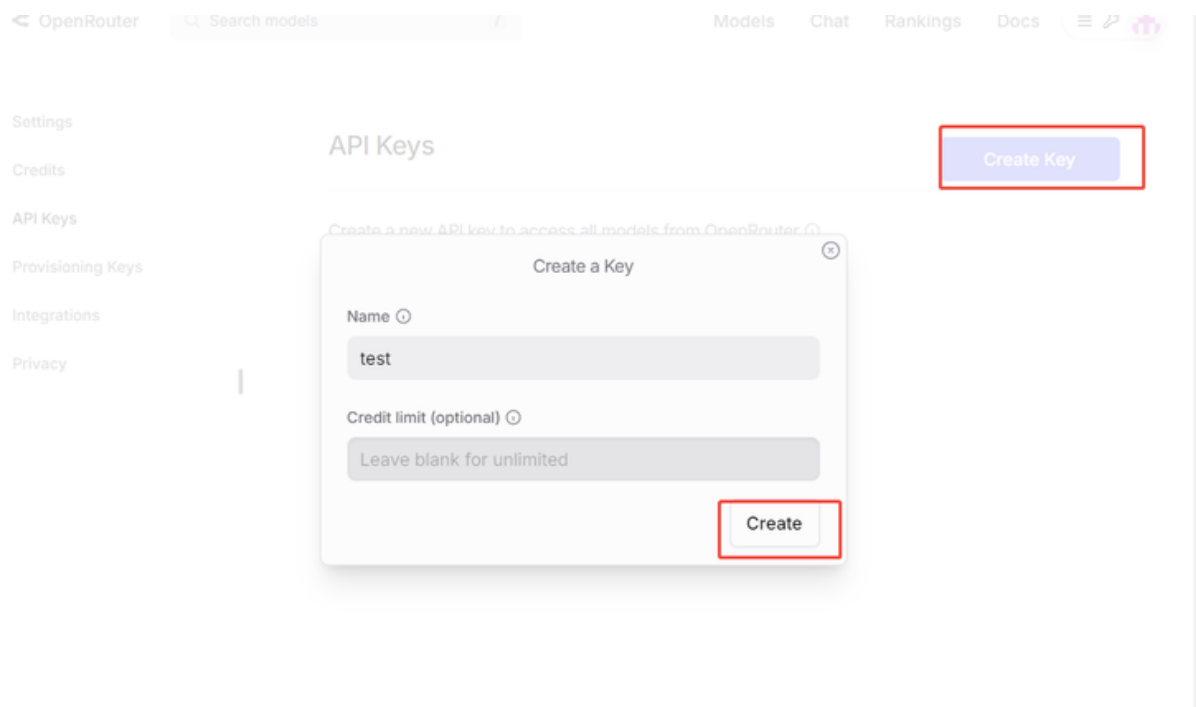 OpenRouter
Search models
/
Models Chat Rankings Docs
Settings
Credits
API Keys
Provisioning Keys
Integrations
Privacy
API Keys
Create Key
Create a new API key to access all models from OpenRouter
Create a Key
Name
test
Credit limit (optional)
Leave blank for unlimited
Create